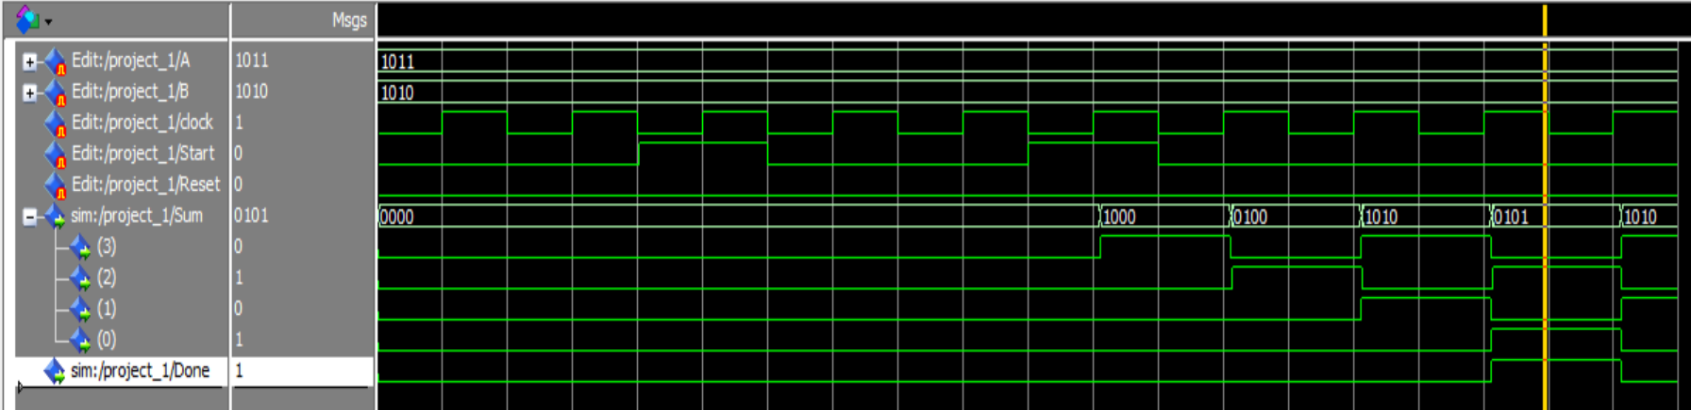 Msgs
Edit:/project_1/A 1011 1011
Edit:/project_1/B 1010 1010
Edit:/project_1/clock 1
Edit:/project_1/Start 0
Edit:/project_1/Reset 0
sim:/project_1/Sum 0101 0000 1000 0100 1010 0101 1010
(3) 0
(2) 1
(1) 0
(0) 1
sim:/project_1/Done 1